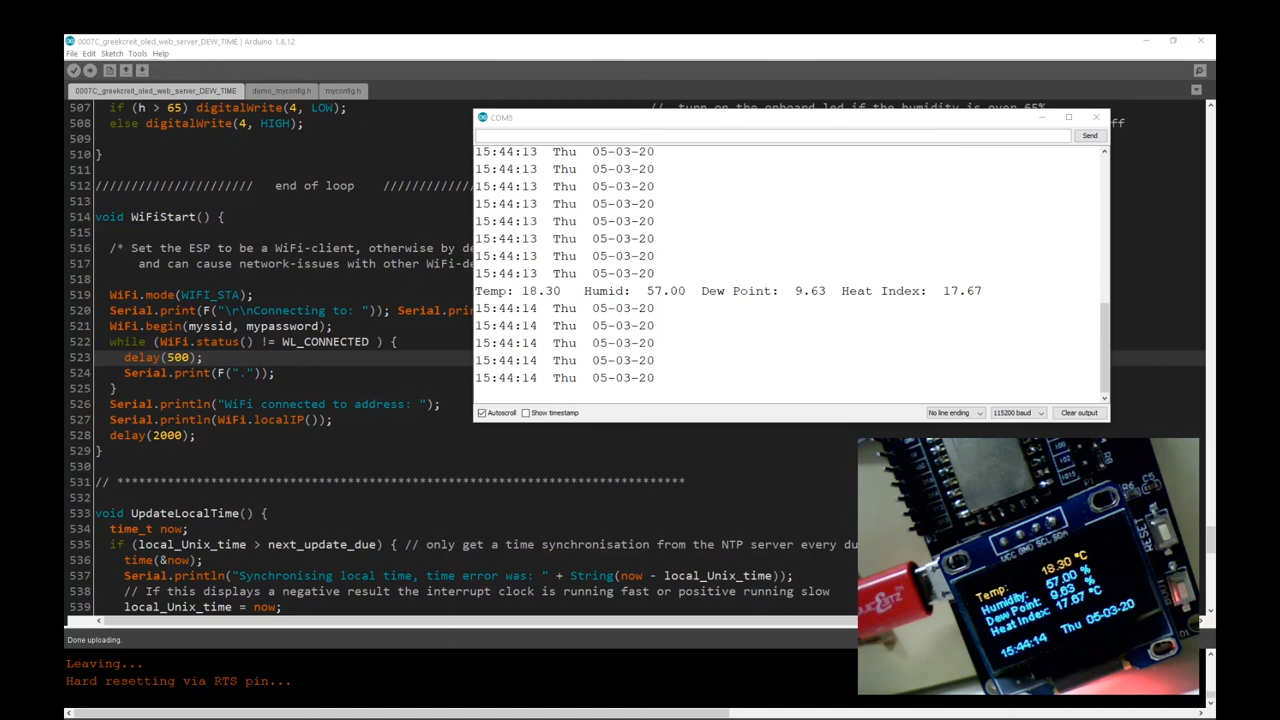 0007C_greekcreit_oled_web_server_DEW_TIME | Arduino 1.8.12
File Edit Sketch Tools Help
0007C_greekcreit_oled_web_server_DEW_TIME demo_myconfig.h myconfig.h
507 if (h > 65) digitalWrite(4, LOW); // turn on the onboard led if the humidity is over 65%
508 else digitalWrite(4, HIGH);
509
510 }
511
512 ////////////////////// end of loop ////////////
513
514 void WiFiStart() {
515
516 /* Set the ESP to be a WiFi-client, otherwise by de
517 and can cause network-issues with other WiFi-de
518
519 WiFi.mode(WIFI_STA);
520 Serial.print(F("\r\nConnecting to: ")); Serial.pri
521 WiFi.begin(myssid, mypassword);
522 while (WiFi.status() != WL_CONNECTED ) {
523 delay(500);
524 Serial.print(F("."));
525 }
526 Serial.println("WiFi connected to address: ");
527 Serial.println(WiFi.localIP());
528 delay(2000);
529 }
530
531 // ******************************************************************************
532
533 void UpdateLocalTime() {
534 time_t now;
535 if (local_Unix_time > next_update_due) { // only get a time synchronisation from the NTP server every du
536 time(&now);
537 Serial.println("Synchronising local time, time error was: " + String(now - local_Unix_time));
538 // If this displays a negative result the interrupt clock is running fast or positive running slow
539 local_Unix_time = now;
Done uploading.
Leaving...
Hard resetting via RTS pin...
COM5
Send
15:44:13 Thu 05-03-20
15:44:13 Thu 05-03-20
15:44:13 Thu 05-03-20
15:44:13 Thu 05-03-20
15:44:13 Thu 05-03-20
15:44:13 Thu 05-03-20
15:44:13 Thu 05-03-20
15:44:13 Thu 05-03-20
Temp: 18.30 Humid: 57.00 Dew Point: 9.63 Heat Index: 17.67
15:44:14 Thu 05-03-20
15:44:14 Thu 05-03-20
15:44:14 Thu 05-03-20
15:44:14 Thu 05-03-20
15:44:14 Thu 05-03-20
Autoscroll Show timestamp No line ending 115200 baud Clear output
VCC GND SCL SDA
RESET
Temp: 18.30 °C
Humidity: 57.00 %
Dew Point: 9.63 %
Heat Index: 17.67 °C
15:44:14 Thu 05-03-20